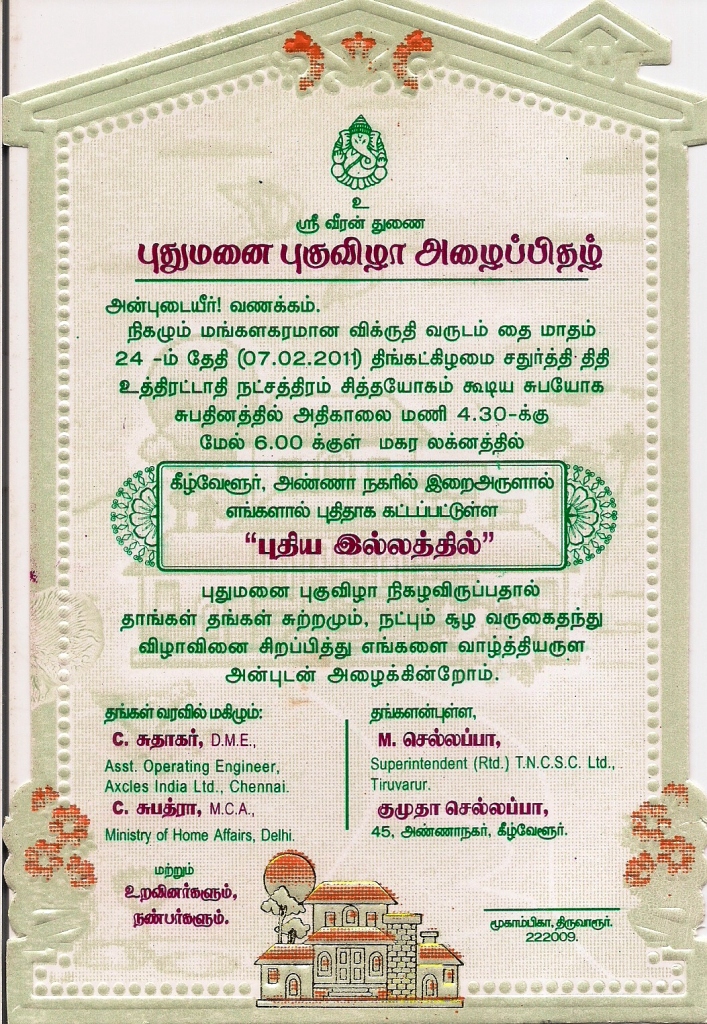 உ
ஸ்ரீ வீரன் துணை
புதுமனை புகுவிழா அழைப்பிதழ்
அன்புடையீர்! வணக்கம்.
நிகழும் மங்களகரமான விக்ருதி வருடம் தை மாதம்
24 -ம் தேதி (07.02.2011) திங்கட்கிழமை சதுர்த்தி திதி
உத்திரட்டாதி நட்சத்திரம் சித்தயோகம் கூடிய சுபயோக
சுபதினத்தில் அதிகாலை மணி 4.30-க்கு
மேல் 6.00 க்குள் மகர லக்னத்தில்
கீழ்வேளூர், அண்ணா நகரில் இறைஅருளால்
எங்களால் புதிதாக கட்டப்பட்டுள்ள
“புதிய இல்லத்தில்”
புதுமனை புகுவிழா நிகழவிருப்பதால்
தாங்கள் தங்கள் சுற்றமும், நட்பும் சூழ வருகைதந்து
விழாவினை சிறப்பித்து எங்களை வாழ்த்தியருள
அன்புடன் அழைக்கின்றோம்.
தங்கள் வரவில் மகிழும்:
C. சுதாகர், D.M.E.,
Asst. Operating Engineer,
Axcles India Ltd., Chennai.
C. சுபத்ரா, M.C.A.,
Ministry of Home Affairs, Delhi.
மற்றும்
உறவினர்களும்,
நண்பர்களும்.
தங்களன்புள்ள,
M. செல்லப்பா,
Superintendent (Rtd.) T.N.C.S.C. Ltd.,
Tiruvarur.
குமுதா செல்லப்பா,
45, அண்ணாநகர், கீழ்வேளூர்.
மூகாம்பிகா, திருவாரூர்.
222009.